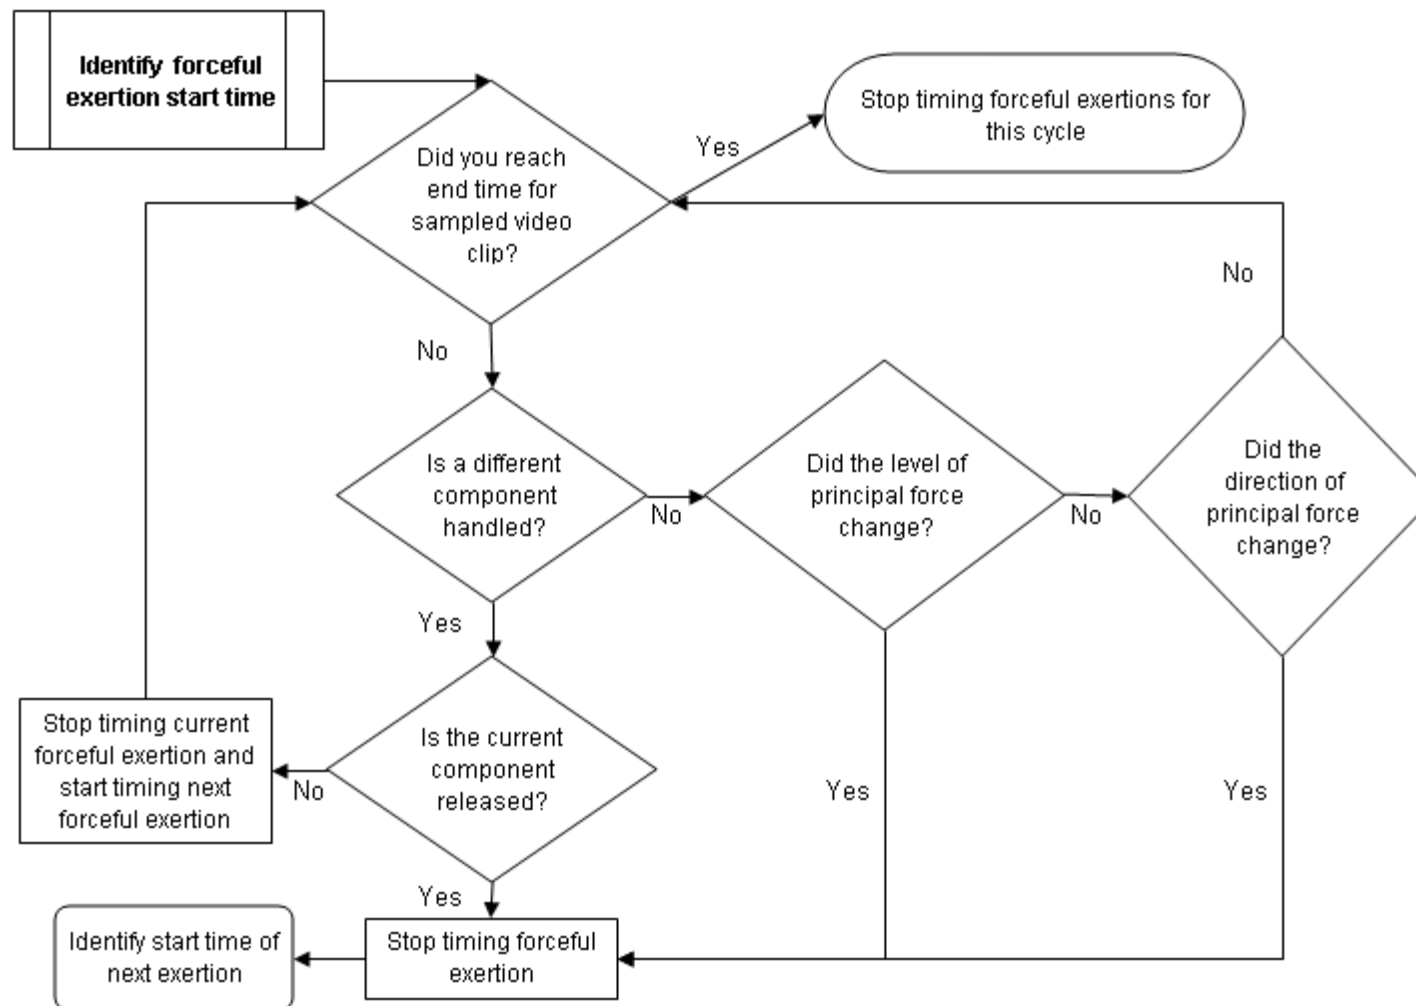 Identify forceful
exertion start time
Stop timing forceful exertions for
this cycle
Yes
Did you reach
end time for
sampled video
clip?
No
No
Is a different
component
handled?
No
Did the level of
principal force
change?
No
Did the
direction of
principal force
change?
Yes
Stop timing current
forceful exertion and
start timing next
forceful exertion
No
Is the current
component
released?
Yes
Yes
Yes
Identify start time of
next exertion
Stop timing forceful
exertion